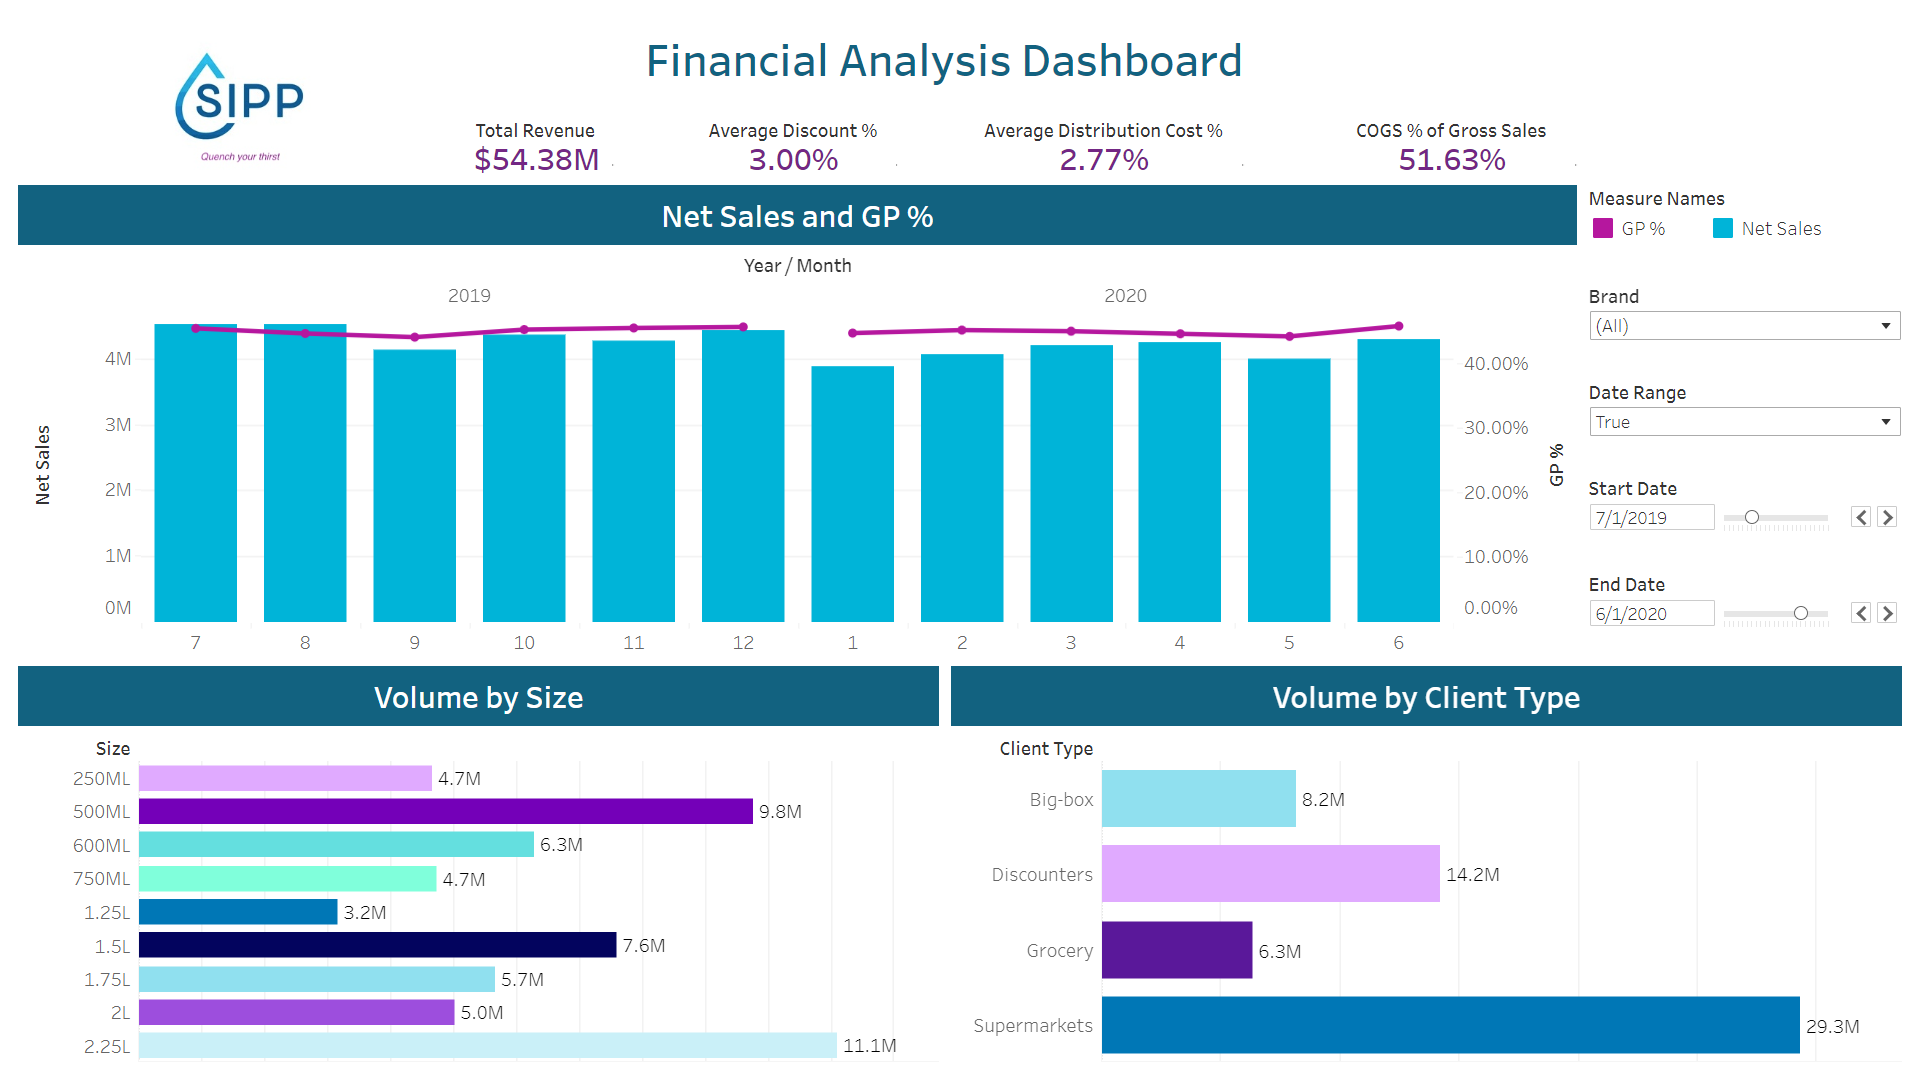 Financial Analysis Dashboard
SIPP
Quench your thirst
Total Revenue
$54.38M
Average Discount %
3.00%
Average Distribution Cost %
2.77%
COGS % of Gross Sales
51.63%
Net Sales and GP %
Measure Names
GP %
Net Sales
Year / Month
2019
2020
Net Sales
4M
3M
2M
1M
0M
40.00%
30.00%
20.00%
10.00%
0.00%
GP %
7
8
9
10
11
12
1
2
3
4
5
6
Brand
(All)
Date Range
True
Start Date
7/1/2019
End Date
6/1/2020
Volume by Size
Size
250ML 4.7M
500ML 9.8M
600ML 6.3M
750ML 4.7M
1.25L 3.2M
1.5L 7.6M
1.75L 5.7M
2L 5.0M
2.25L 11.1M
Volume by Client Type
Client Type
Big-box 8.2M
Discounters 14.2M
Grocery 6.3M
Supermarkets 29.3M